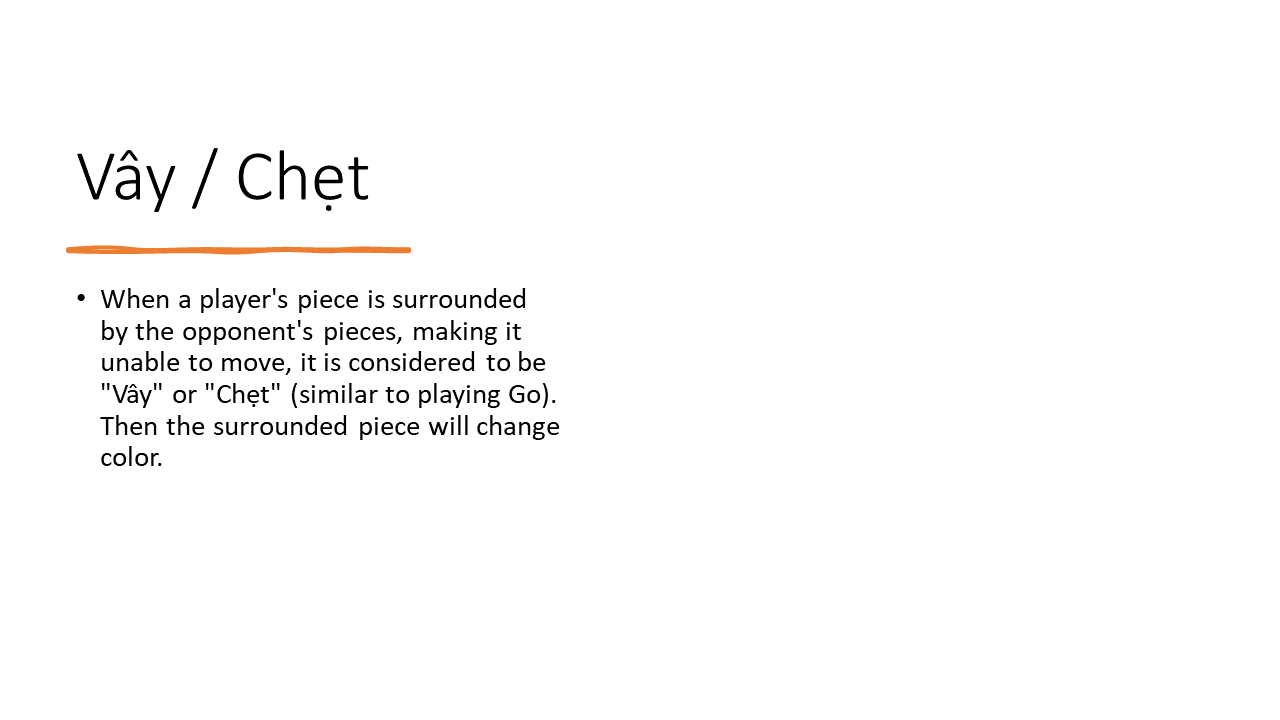 Vây / Chẹt
• When a player's piece is surrounded
by the opponent's pieces, making it
unable to move, it is considered to be
"Vây" or "Chẹt" (similar to playing Go).
Then the surrounded piece will change
color.